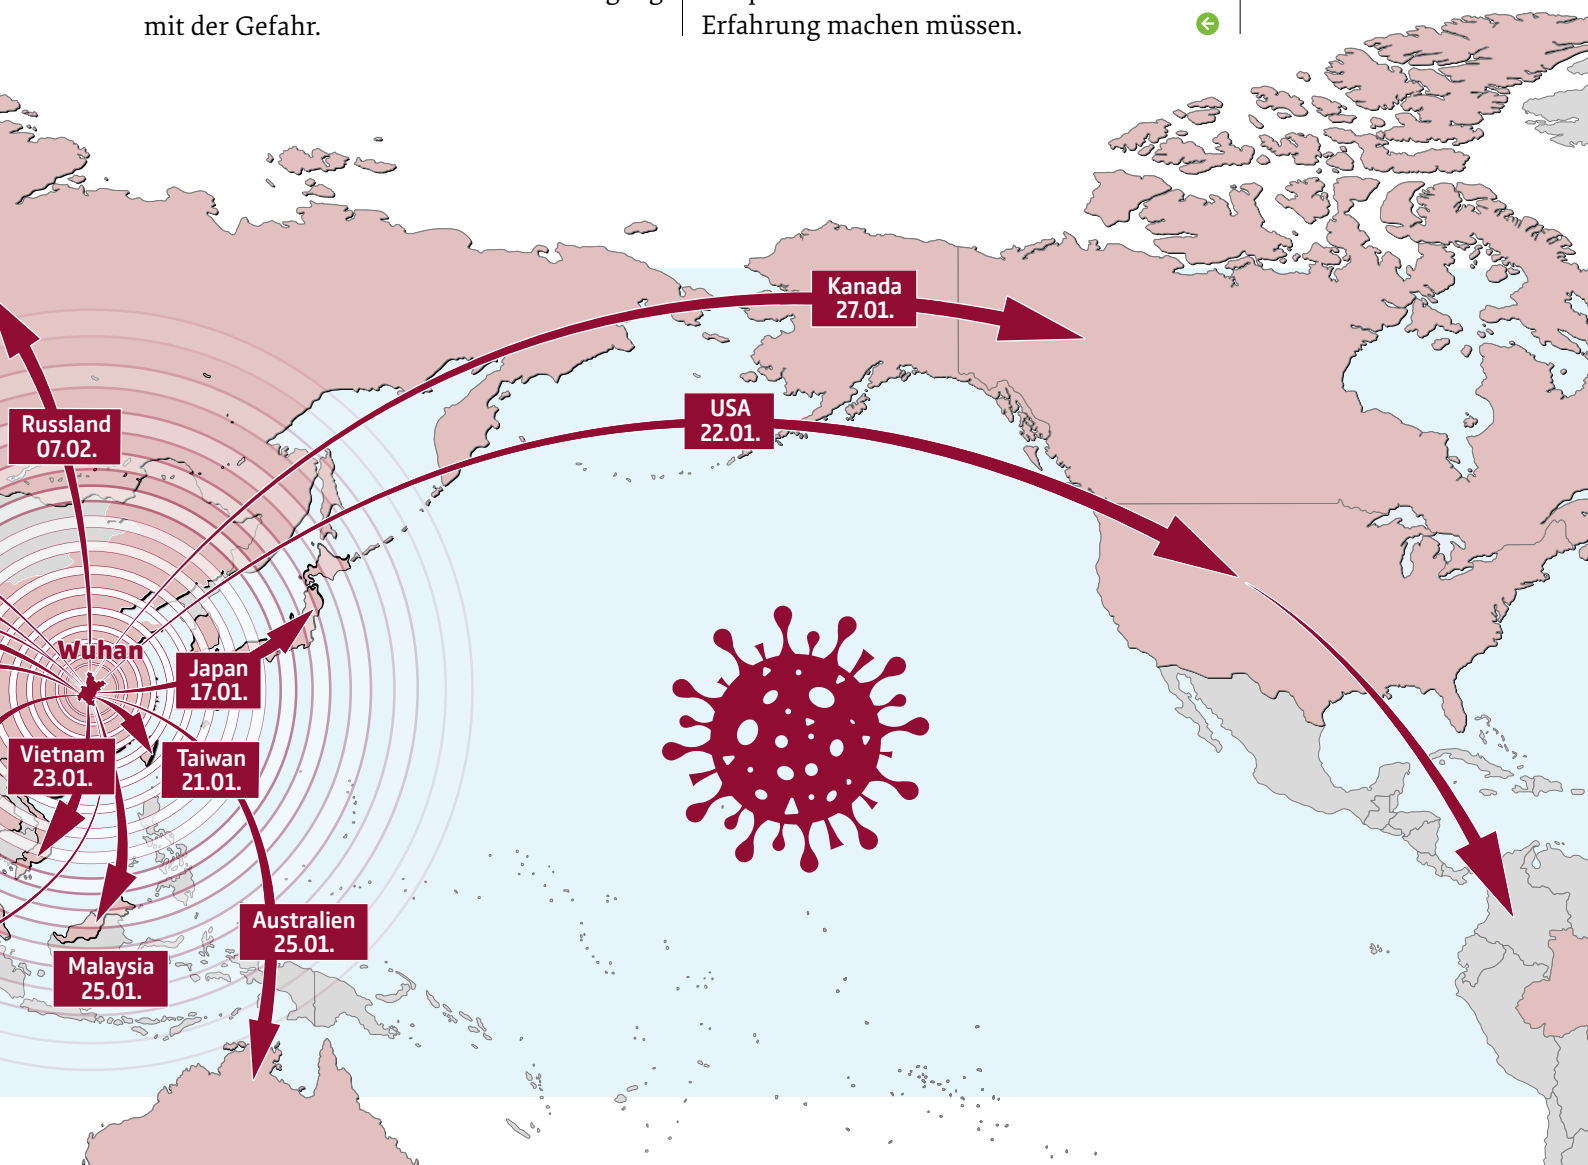 mit der Gefahr.
Erfahrung machen müssen.
Kanada
27.01.
USA
22.01.
Russland
07.02.
Wuhan
Japan
17.01.
Vietnam
23.01.
Taiwan
21.01.
Australien
25.01.
Malaysia
25.01.